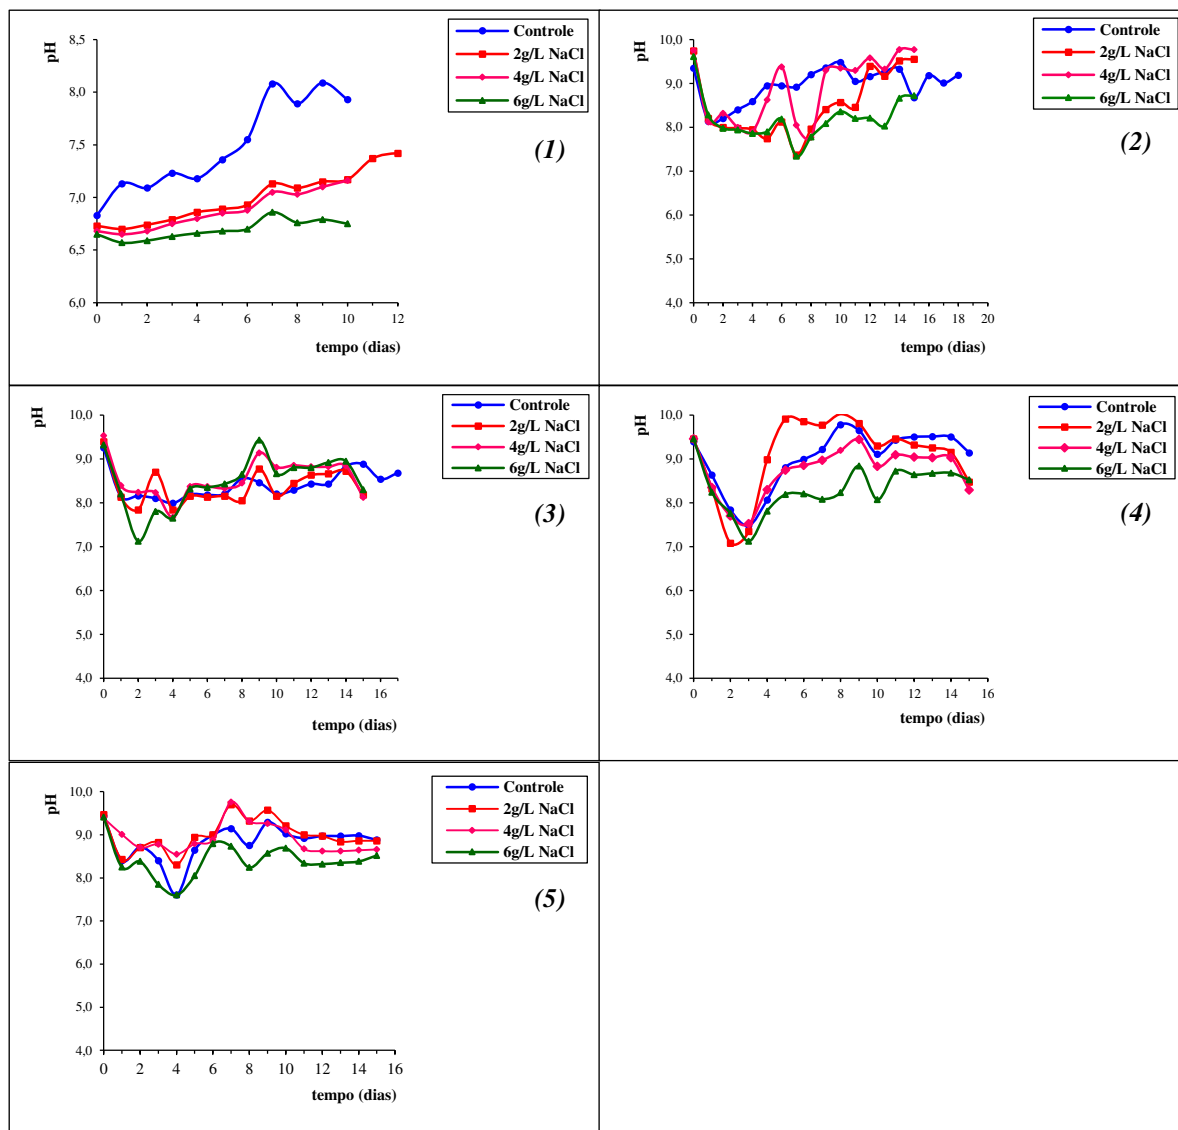 pH
8,5
8,0
7,5
7,0
6,5
6,0
0 2 4 6 8 10 12
tempo (dias)
Controle
2g/L NaCl
4g/L NaCl
6g/L NaCl
(1)
pH
10,0
9,0
8,0
7,0
6,0
5,0
4,0
0 2 4 6 8 10 12 14 16 18 20
tempo (dias)
Controle
2g/L NaCl
4g/L NaCl
6g/L NaCl
(2)
pH
10,0
9,0
8,0
7,0
6,0
5,0
4,0
0 2 4 6 8 10 12 14 16
tempo (dias)
Controle
2g/L NaCl
4g/L NaCl
6g/L NaCl
(3)
pH
10,0
9,0
8,0
7,0
6,0
5,0
4,0
0 2 4 6 8 10 12 14 16
tempo (dias)
Controle
2g/L NaCl
4g/L NaCl
6g/L NaCl
(4)
pH
10,0
9,0
8,0
7,0
6,0
5,0
4,0
0 2 4 6 8 10 12 14 16
tempo (dias)
Controle
2g/L NaCl
4g/L NaCl
6g/L NaCl
(5)